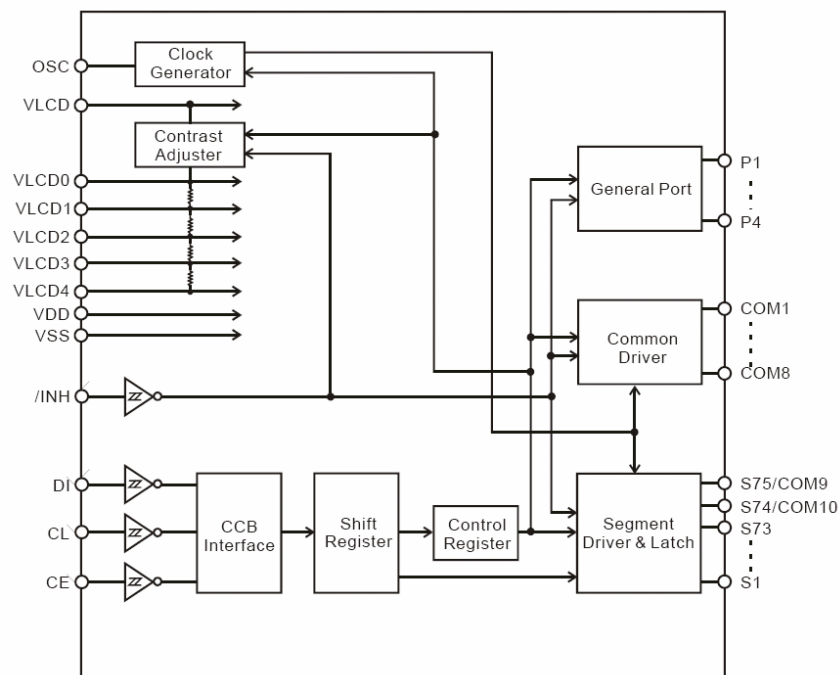 OSC
Clock
Generator
VLCD
Contrast
Adjuster
VLCD0
VLCD1
VLCD2
VLCD3
VLCD4
VDD
VSS
/INH
DI
CL
CE
CCB
Interface
Shift
Register
Control
Register
General Port
P1
P4
Common
Driver
COM1
COM8
Segment
Driver & Latch
S75/COM9
S74/COM10
S73
S1